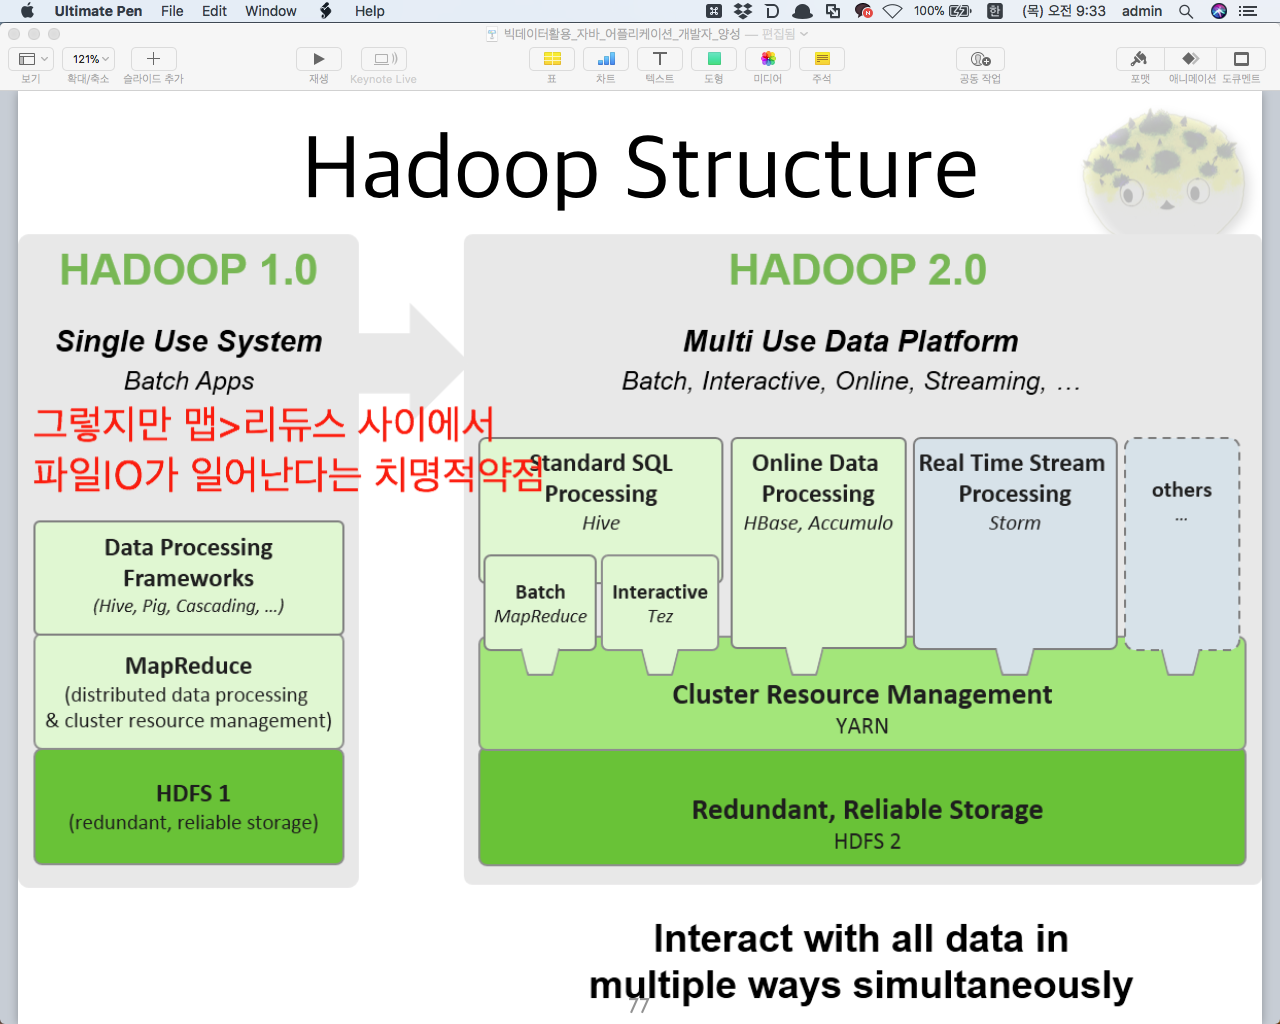 Ultimate Pen File Edit Window Help 100% 한 (목) 오전 9:33 admin
빅데이터활용_자바_어플리케이션_개발자_양성 — 편집됨
121%
보기 확대/축소 슬라이드 추가 재생 Keynote Live 표 차트 텍스트 도형 미디어 주석 공동 작업 포맷 애니메이션 도큐멘트
Hadoop Structure
HADOOP 1.0
Single Use System
Batch Apps
그렇지만 맵>리듀스 사이에서
파일IO가 일어난다는 치명적약점
Data Processing
Frameworks
(Hive, Pig, Cascading, ...)
MapReduce
(distributed data processing
& cluster resource management)
HDFS 1
(redundant, reliable storage)
HADOOP 2.0
Multi Use Data Platform
Batch, Interactive, Online, Streaming, …
Standard SQL
Processing
Hive
Batch
MapReduce
Interactive
Tez
Online Data
Processing
HBase, Accumulo
Real Time Stream
Processing
Storm
others
...
Cluster Resource Management
YARN
Redundant, Reliable Storage
HDFS 2
Interact with all data in
multiple ways simultaneously
77